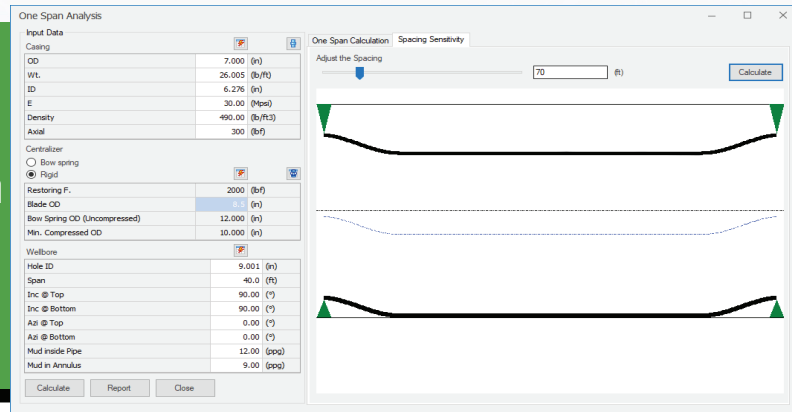 One Span Analysis
Input Data
Casing
OD 7.000 (in)
Wt. 26.005 (lb/ft)
ID 6.276 (in)
E 30.00 (Mpsi)
Density 490.00 (lb/ft3)
Axial 300 (lbf)
Centralizer
Bow spring
Rigid
Restoring F. 2000 (lbf)
Blade OD 8.5 (in)
Bow Spring OD (Uncompressed) 12.000 (in)
Min. Compressed OD 10.000 (in)
Wellbore
Hole ID 9.001 (in)
Span 40.0 (ft)
Inc @ Top 90.00 (°)
Inc @ Bottom 90.00 (°)
Azi @ Top 0.00 (°)
Azi @ Bottom 0.00 (°)
Mud inside Pipe 12.00 (ppg)
Mud in Annulus 9.00 (ppg)
Calculate Report Close
One Span Calculation Spacing Sensitivity
Adjust the Spacing
70 (ft) Calculate